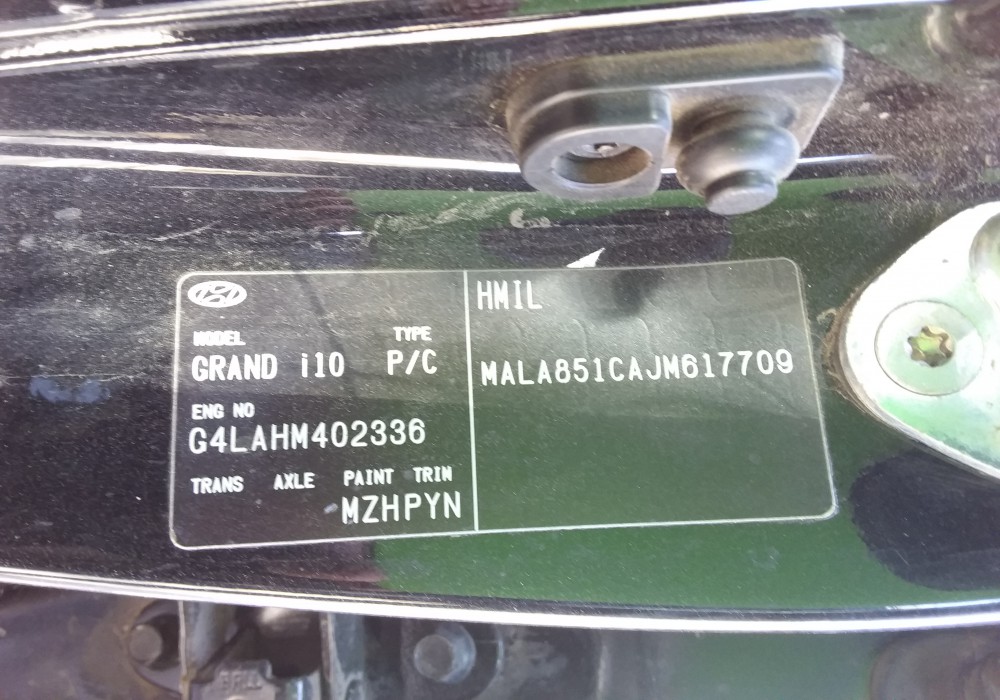 MODEL TYPE
GRAND i10 P/C
ENG NO
G4LAHM402336
TRANS AXLE PAINT TRIM
MZHPYN
HMIL
MALA851CAJM617709